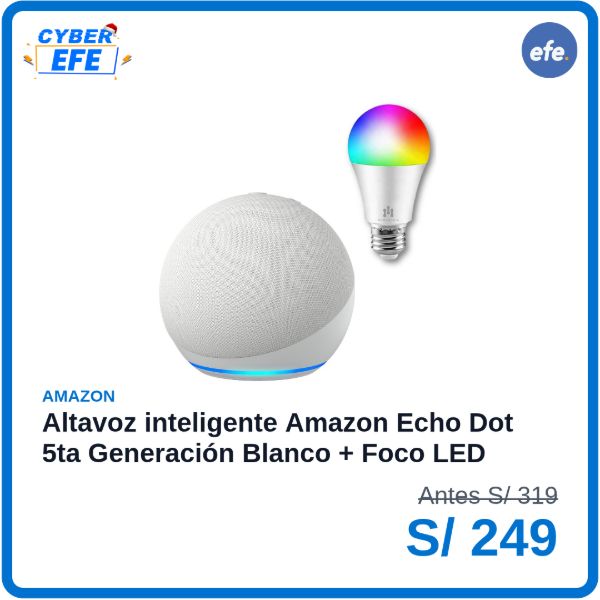 CYBER
EFE
efe.
AMAZON
Altavoz inteligente Amazon Echo Dot
5ta Generación Blanco + Foco LED
Antes S/ 319
S/ 249